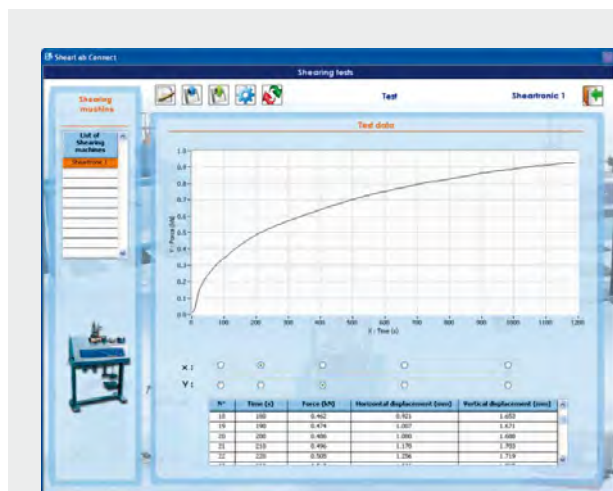 ShearLab Connect
Shearing tests
Shearing machine
Test
Sheartronic 1
Test data
List of Shearing machines
Sheartronic 1
Y : Force (kN)
1.0
0.9
0.8
0.7
0.6
0.5
0.4
0.3
0.2
0.1
0.0
0 100 200 300 400 500 600 700 800 900 1000 1100 1200
X : Time (s)
X :
Y :
N° Time (s) Force (kN) Horizontal displacement (mm) Vertical displacement (mm)
18 180 0.462 0.921 1.653
19 190 0.474 1.007 1.671
20 200 0.486 1.090 1.688
21 210 0.496 1.170 1.703
22 220 0.508 1.256 1.719